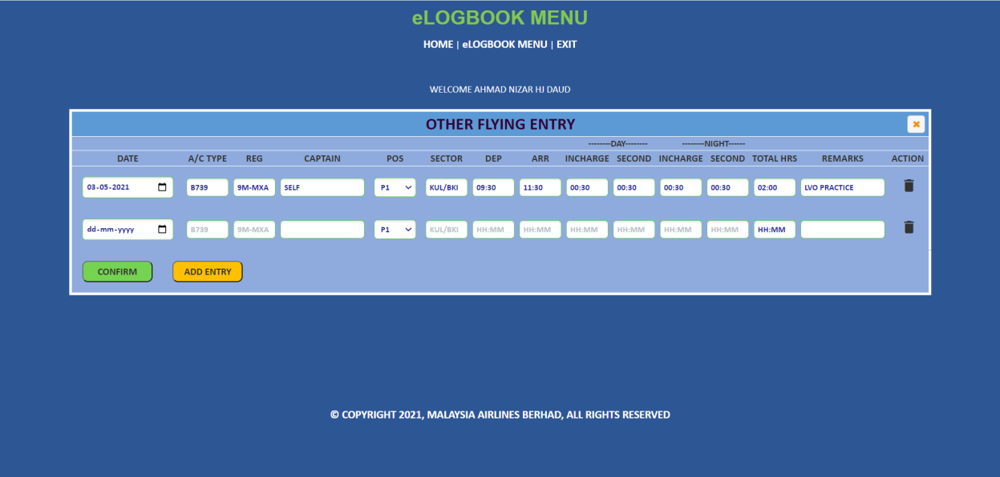 eLOGBOOK MENU
HOME | eLOGBOOK MENU | EXIT
WELCOME AHMAD NIZAR HJ DAUD
OTHER FLYING ENTRY
--------DAY-------- --------NIGHT------
DATE A/C TYPE REG CAPTAIN POS SECTOR DEP ARR INCHARGE SECOND INCHARGE SECOND TOTAL HRS REMARKS ACTION
03-05-2021 B739 9M-MXA SELF P1 KUL/BKI 09:30 11:30 00:30 00:30 00:30 00:30 02:00 LVO PRACTICE
dd-mm-yyyy B739 9M-MXA P1 KUL/BKI HH:MM HH:MM HH:MM HH:MM HH:MM HH:MM HH:MM
CONFIRM ADD ENTRY
© COPYRIGHT 2021, MALAYSIA AIRLINES BERHAD, ALL RIGHTS RESERVED